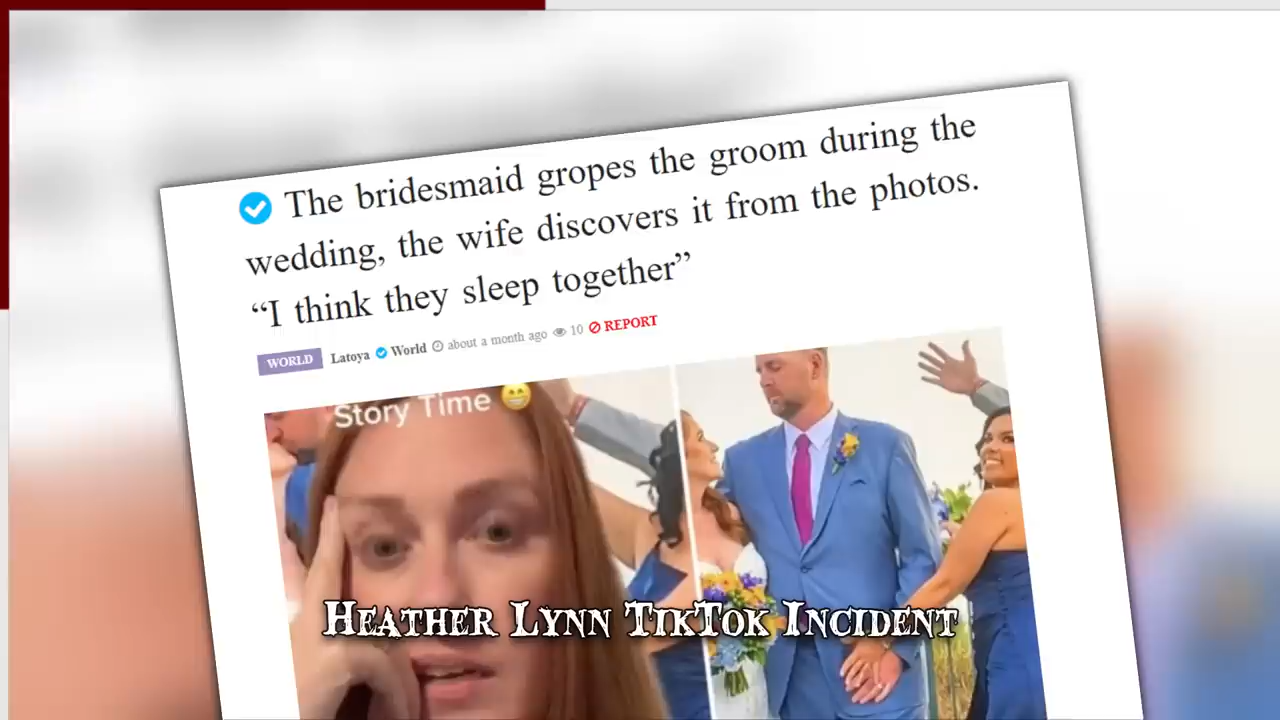 The bridesmaid gropes the groom during the
wedding, the wife discovers it from the photos.
“I think they sleep together”
WORLD Latoya World about a month ago 10 REPORT
Story Time
Heather Lynn TikTok Incident